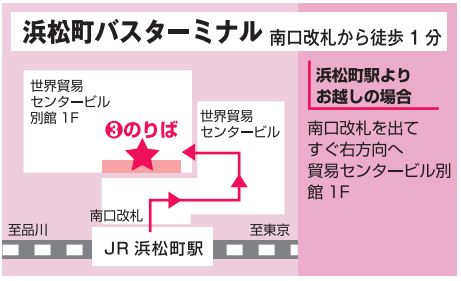 浜松町バスターミナル 南口改札から徒歩 1 分
世界貿易
センタービル
別館 1F
❸のりば
世界貿易
センタービル
南口改札
至品川
至東京
JR 浜松町駅
浜松町駅より
お越しの場合
南口改札を出て
すぐ右方向へ
貿易センタービル別
館 1F